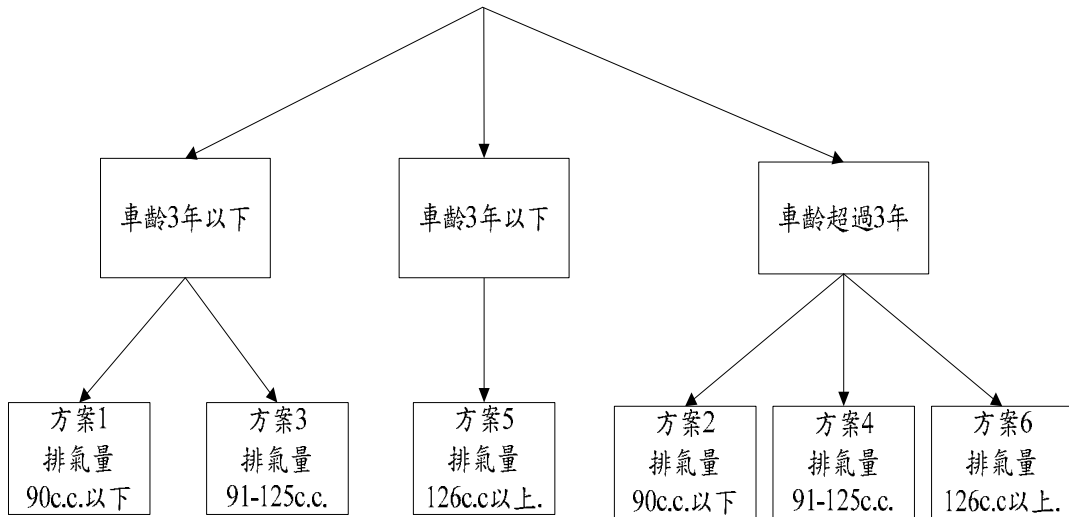 車齡3年以下
車齡3年以下
車齡超過3年
方案1
排氣量
90c.c.以下
方案3
排氣量
91-125c.c.
方案5
排氣量
126c.c以上.
方案2
排氣量
90c.c.以下
方案4
排氣量
91-125c.c.
方案6
排氣量
126c.c以上.